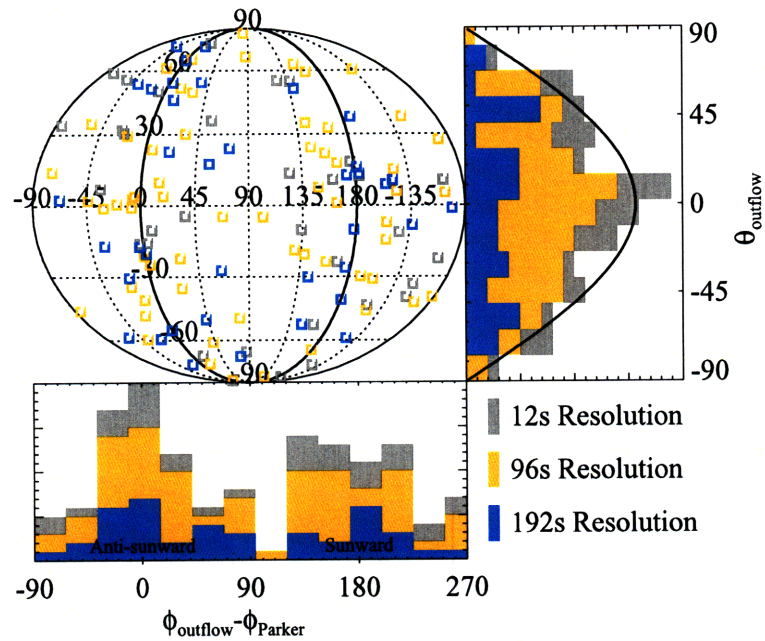 90
60
30
-90 -45 0 45 90 135 180 -135
-30
-60
-90
90
45
0
-45
-90
θoutflow
Anti-sunward
Sunward
-90 0 90 180 270
ϕoutflow-ϕParker
12s Resolution
96s Resolution
192s Resolution